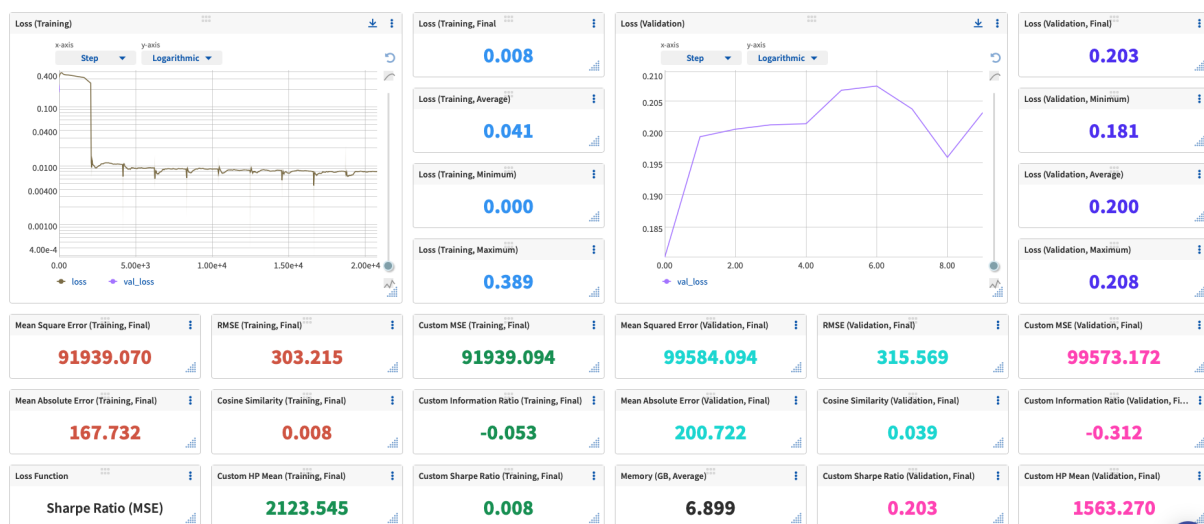 Loss (Training)
x-axis
y-axis
Step
Logarithmic
0.400
0.100
0.0400
0.0100
0.00400
0.00100
4.00e-4
0.00
5.00e+3
1.00e+4
1.50e+4
2.00e+4
loss
val_loss
Loss (Training, Final
0.008
Loss (Training, Average)
0.041
Loss (Training, Minimum)
0.000
Loss (Training, Maximum)
0.389
Loss (Validation)
x-axis
y-axis
Step
Logarithmic
0.210
0.205
0.200
0.195
0.190
0.185
0.00
2.00
4.00
6.00
8.00
val_loss
Loss (Validation, Final)
0.203
Loss (Validation, Minimum)
0.181
Loss (Validation, Average)
0.200
Loss (Validation, Maximum)
0.208
Mean Square Error (Training, Final)
91939.070
RMSE (Training, Final)
303.215
Custom MSE (Training, Final)
91939.094
Mean Squared Error (Validation, Final)
99584.094
RMSE (Validation, Final)
315.569
Custom MSE (Validation, Final)
99573.172
Mean Absolute Error (Training, Final)
167.732
Cosine Similarity (Training, Final)
0.008
Custom Information Ratio (Training, Final)
-0.053
Mean Absolute Error (Validation, Final)
200.722
Cosine Similarity (Validation, Final)
0.039
Custom Information Ratio (Validation, Fi...
-0.312
Loss Function
Sharpe Ratio (MSE)
Custom HP Mean (Training, Final)
2123.545
Custom Sharpe Ratio (Training, Final)
0.008
Memory (GB, Average)
6.899
Custom Sharpe Ratio (Validation, Final)
0.203
Custom HP Mean (Validation, Final)
1563.270